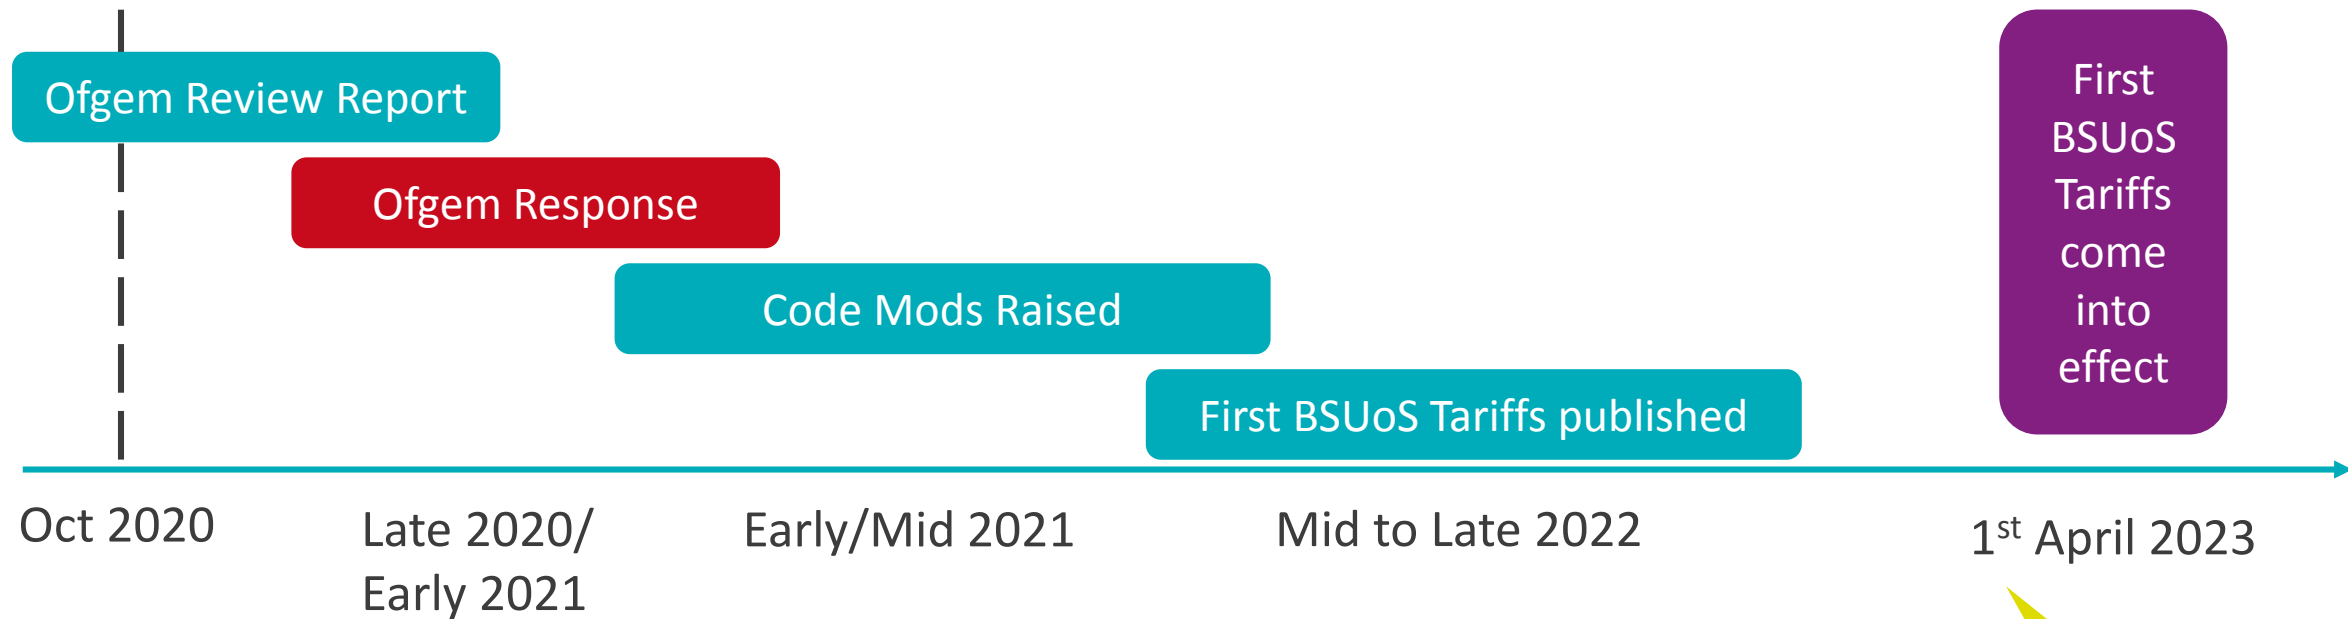 Ofgem Review Report
Ofgem Response
Code Mods Raised
First BSUoS Tariffs published
First
BSUoS
Tariffs
come
into
effect
Oct 2020
Late 2020/
Early 2021
Early/Mid 2021
Mid to Late 2022
1st April 2023